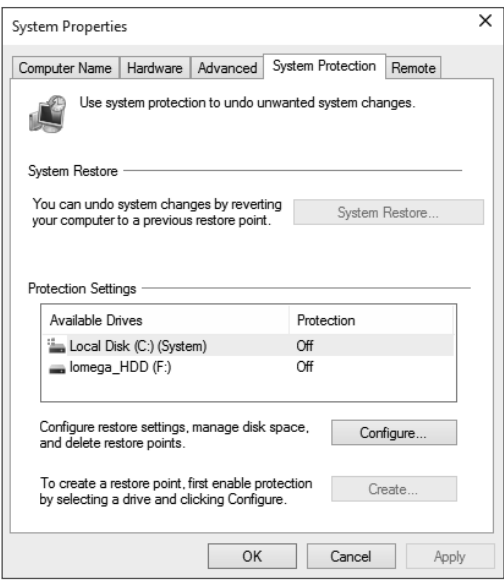 System Properties
Computer Name Hardware Advanced System Protection Remote
Use system protection to undo unwanted system changes.
System Restore
You can undo system changes by reverting
your computer to a previous restore point.
System Restore...
Protection Settings
Available Drives Protection
Local Disk (C:) (System) Off
Iomega_HDD (F:) Off
Configure restore settings, manage disk space,
and delete restore points.
Configure...
To create a restore point, first enable protection
by selecting a drive and clicking Configure.
Create...
OK Cancel Apply